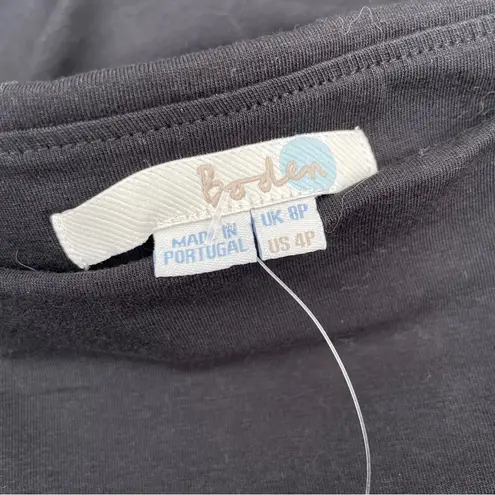 Boden
MADE IN
PORTUGAL
UK 8P
US 4P